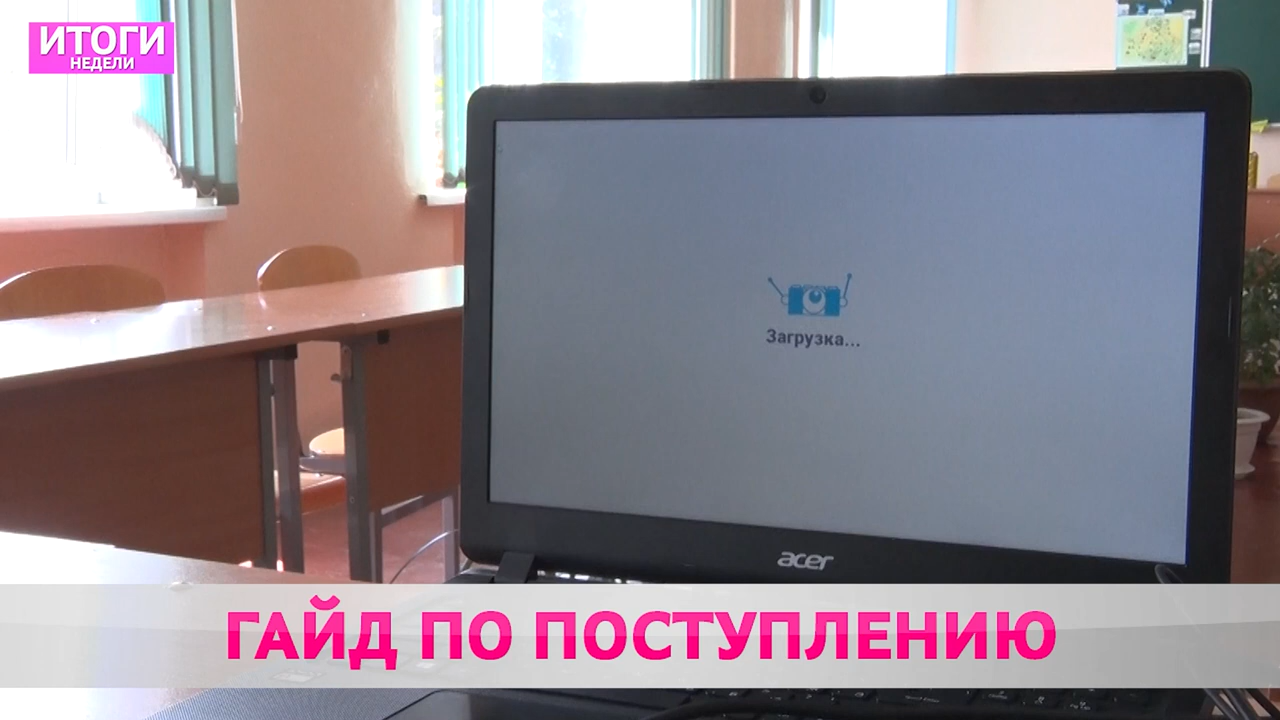 ИТОГИ
НЕДЕЛИ
Загрузка...
acer
ГАЙД ПО ПОСТУПЛЕНИЮ